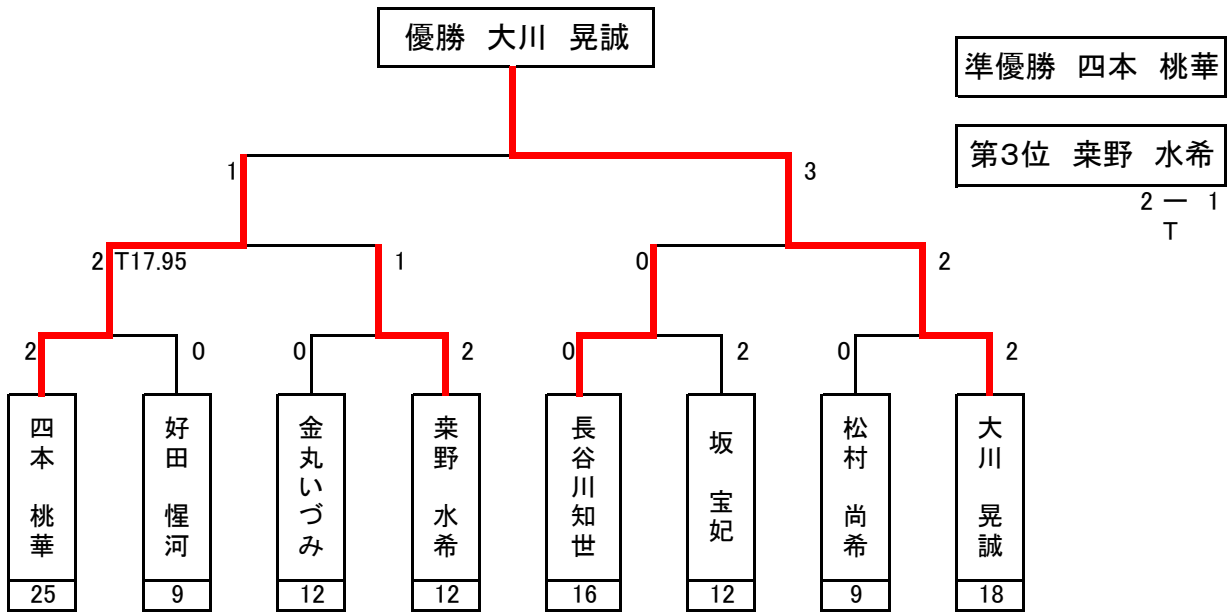 優勝 大川 晃誠
準優勝 四本 桃華
第3位 桒野 水希
2 ー 1
T
1
3
2 T17.95
1
0
2
2
0
0
2
0
2
0
2
四本 桃華
好田 惺河
金丸いづみ
桒野 水希
長谷川知世
坂 宝妃
松村 尚希
大川 晃誠
25
9
12
12
16
12
9
18